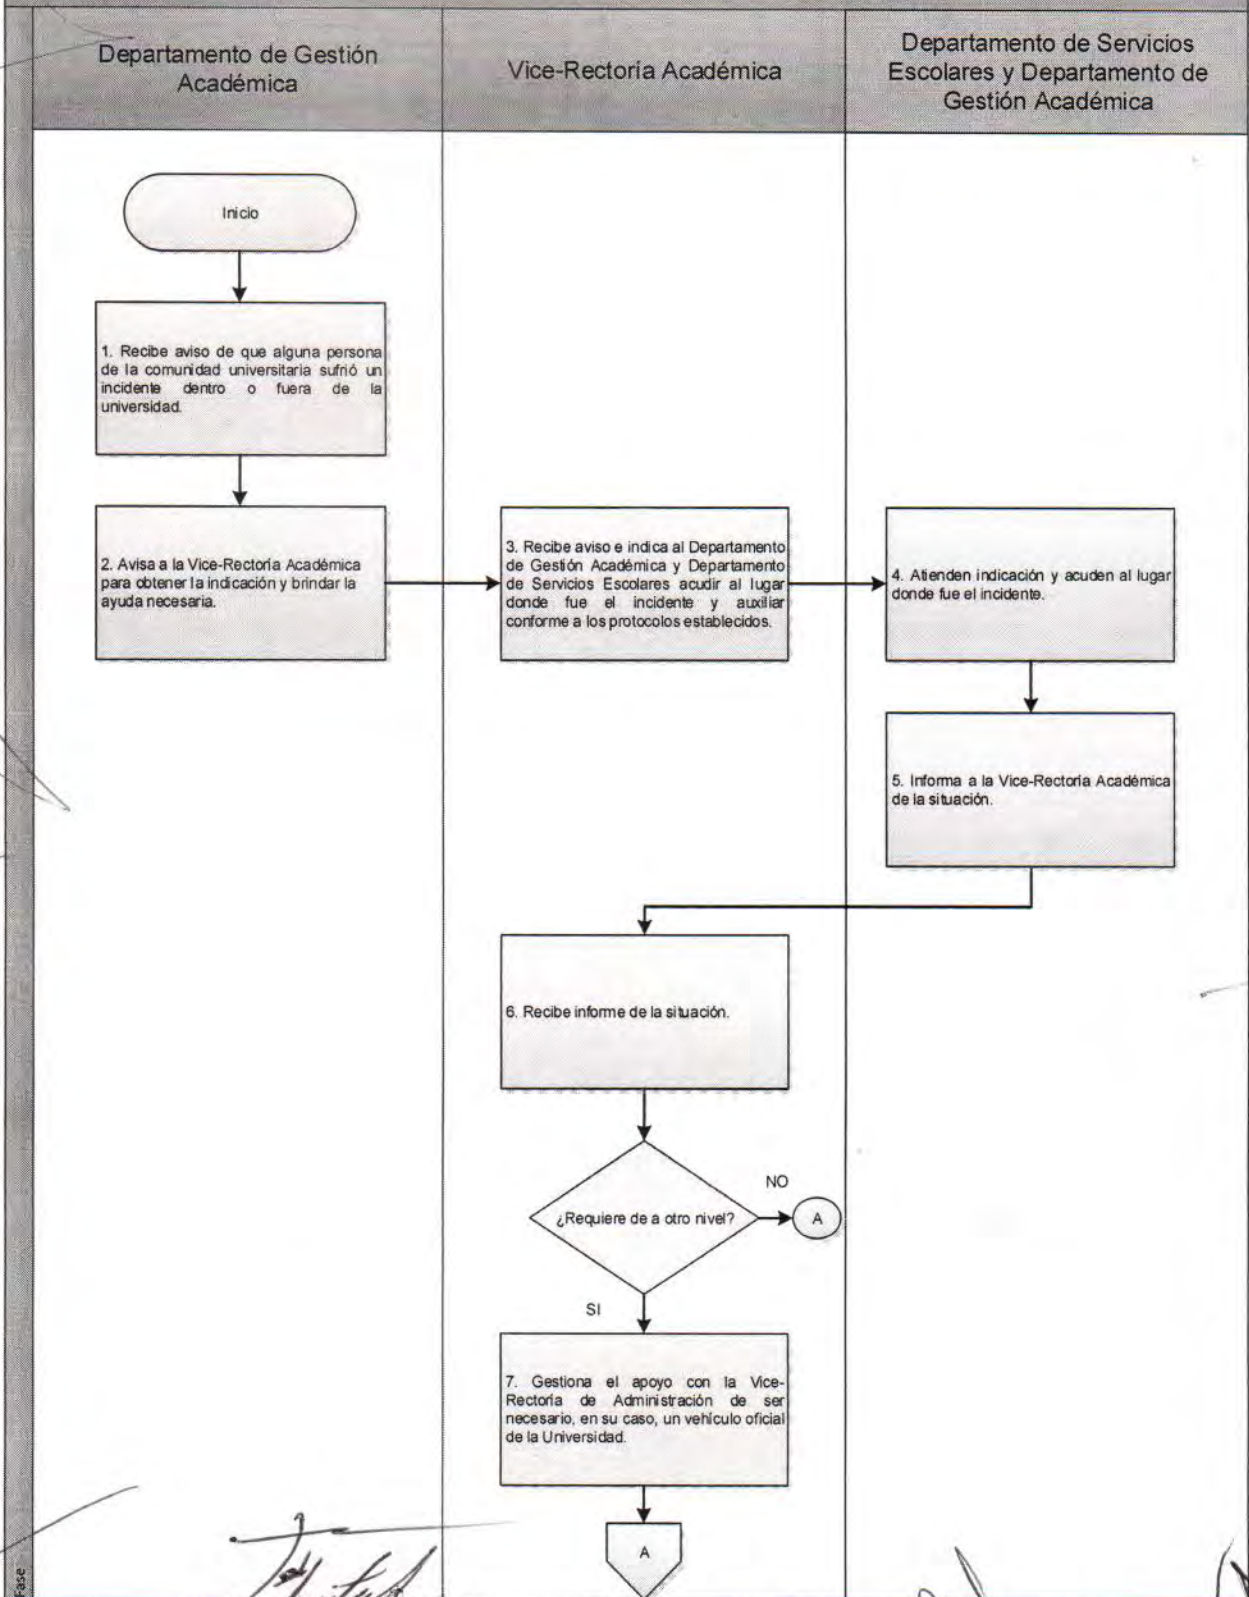 Departamento de Gestión
Académica
Vice-Rectoría Académica
Departamento de Servicios
Escolares y Departamento de
Gestión Académica
Inicio
1. Recibe aviso de que alguna persona
de la comunidad universitaria sufrió un
incidente dentro o fuera de la
universidad.
2. Avisa a la Vice-Rectoría Académica
para obtener la indicación y brindar la
ayuda necesaria.
3. Recibe aviso e indica al Departamento
de Gestión Académica y Departamento
de Servicios Escolares acudir al lugar
donde fue el incidente y auxiliar
conforme a los protocolos establecidos.
4. Atienden indicación y acuden al lugar
donde fue el incidente.
5. Informa a la Vice-Rectoría Académica
de la situación.
6. Recibe informe de la situación.
¿Requiere de a otro nivel?
NO
A
SI
7. Gestiona el apoyo con la Vice-
Rectoría de Administración de ser
necesario, en su caso, un vehículo oficial
de la Universidad.
A
Fase